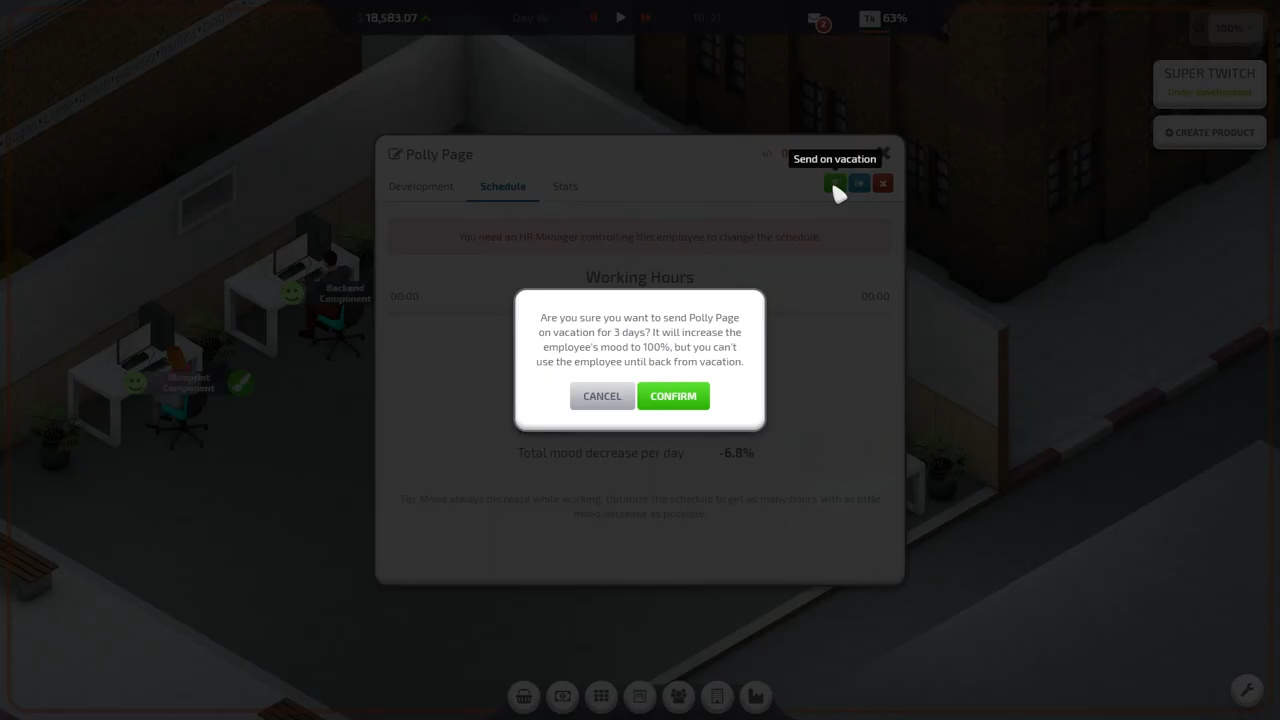 $ 18,583.07
Day 19
10:21
2
T4
63%
100%
SUPER TWITCH
Under development
CREATE PRODUCT
Polly Page
Send on vacation
Development
Schedule
Stats
You need an HR Manager controlling this employee to change the schedule.
Working Hours
00:00
00:00
Backend
Component
Blueprint
Component
Are you sure you want to send Polly Page
on vacation for 3 days? It will increase the
employee's mood to 100%, but you can't
use the employee until back from vacation.
CANCEL
CONFIRM
Total mood decrease per day
-6.8%
Tip: Mood always decrease while working. Optimize the schedule to get as many hours with as little
mood decrease as possible.